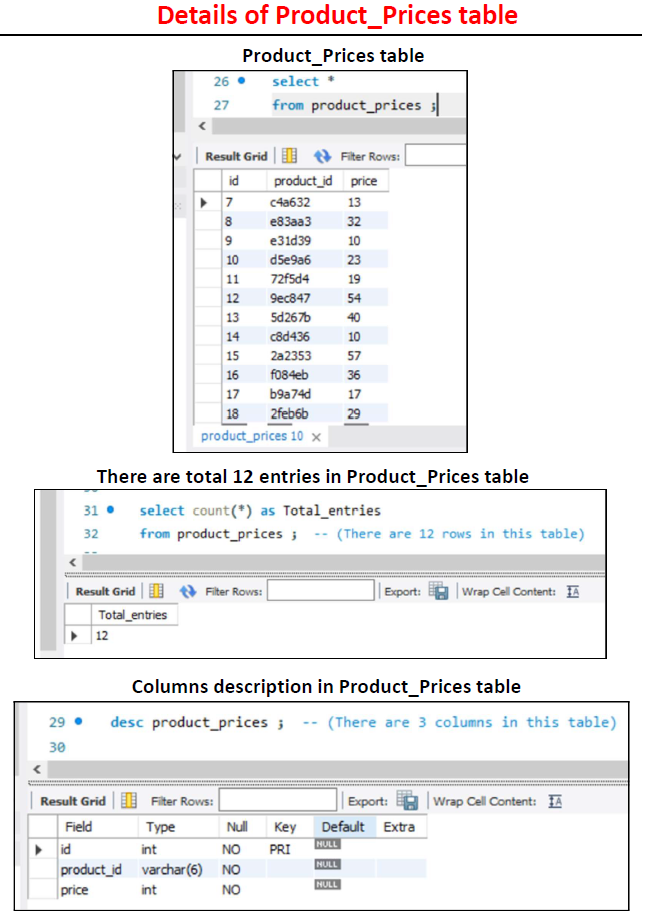 Details of Product_Prices table
Product_Prices table
26 select *
27 from product_prices ;
Result Grid Filter Rows:
id product_id price
7 c4a632 13
8 e83aa3 32
9 e31d39 10
10 d5e9a6 23
11 72f5d4 19
12 9ec847 54
13 5d267b 40
14 c8d436 10
15 2a2353 57
16 f084eb 36
17 b9a74d 17
18 2feb6b 29
product_prices 10 ×
There are total 12 entries in Product_Prices table
31 select count(*) as Total_entries
32 from product_prices ; -- (There are 12 rows in this table)
Result Grid Filter Rows: Export: Wrap Cell Content: IA
Total_entries
12
Columns description in Product_Prices table
29 desc product_prices ; -- (There are 3 columns in this table)
30
Result Grid Filter Rows: Export: Wrap Cell Content: IA
Field Type Null Key Default Extra
id int NO PRI NULL
product_id varchar(6) NO NULL
price int NO NULL